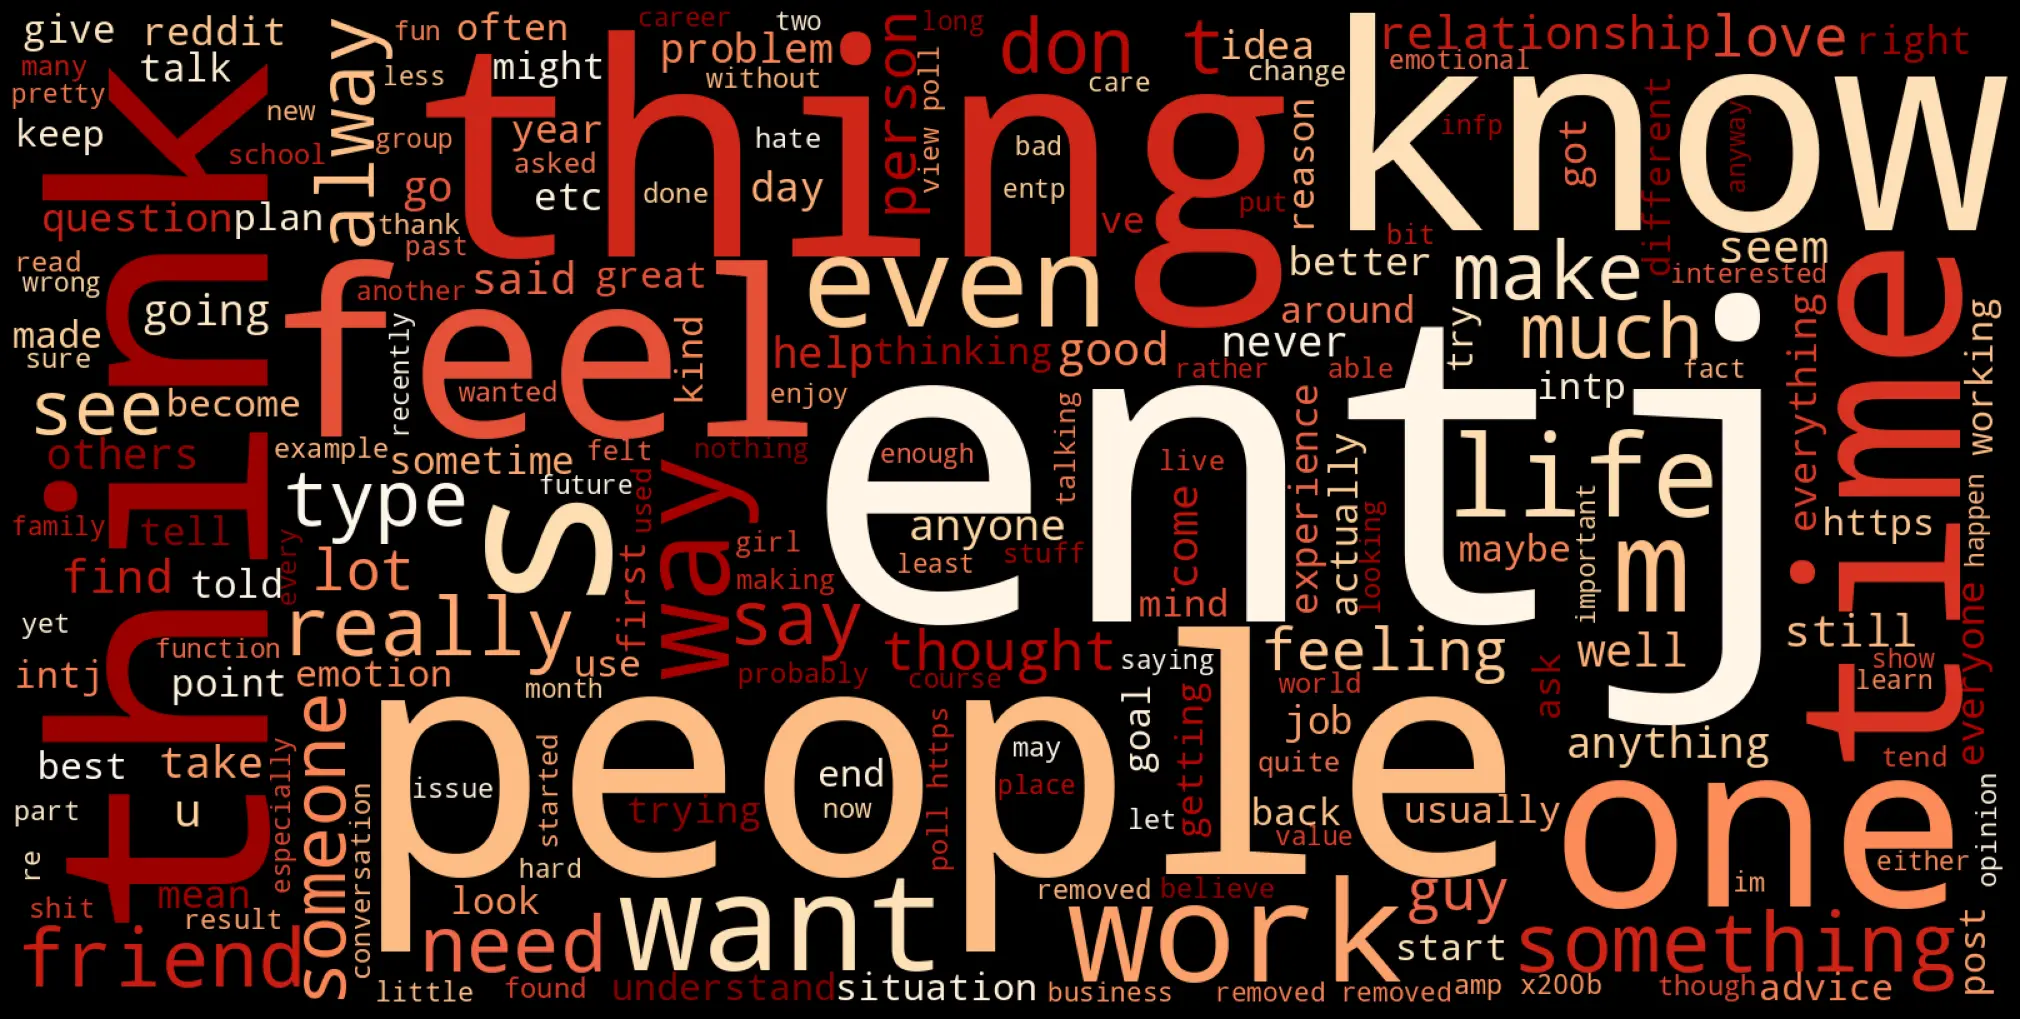 give
reddit
many
talk
pretty
keep
new
school
think
question
plan
alway
fun
often
less
might
group
year
asked
go
etc
thank
past
thing
career
two
problem
without
hate
done
day
person
long
view poll
don t
care
bad
entp
ve
put
idea
change
reason
relationship
love
right
emotional
know
infp
got
different
anyway
bit
seem
interested
read
wrong
going
made
sure
see
become
others
family
tell
find
told
every
yet
function
intj
point
feel
another
said
great
recently
wanted
kind
even
help
thinking
good
enjoy
better
around
never
rather
able
make
try
much
fact
intp
time
everything
working
example
sometime
felt
nothing
type
future
used
s
lot
really
first
emotion
use
month
way
girl
making
say
probably
entj
enough
talking
live
anyone
least
stuff
come
mind
experience
actually
looking
life
maybe
important
m
https
happen
still
show
learn
everyone
thought
saying
course
feeling
world
well
ask
best
take
part
u
re
especially
someone
conversation
shit
mean
result
friend
people
issue
started
trying
end
now
hard
poll https
may
place
goal
let
getting
job
quite
back
value
usually
anything
tend
one
either
im
opinion
look
need
want
little
found
understand
situation
removed
believe
work
guy
start
business
removed removed
amp x200b
something
though
advice
post